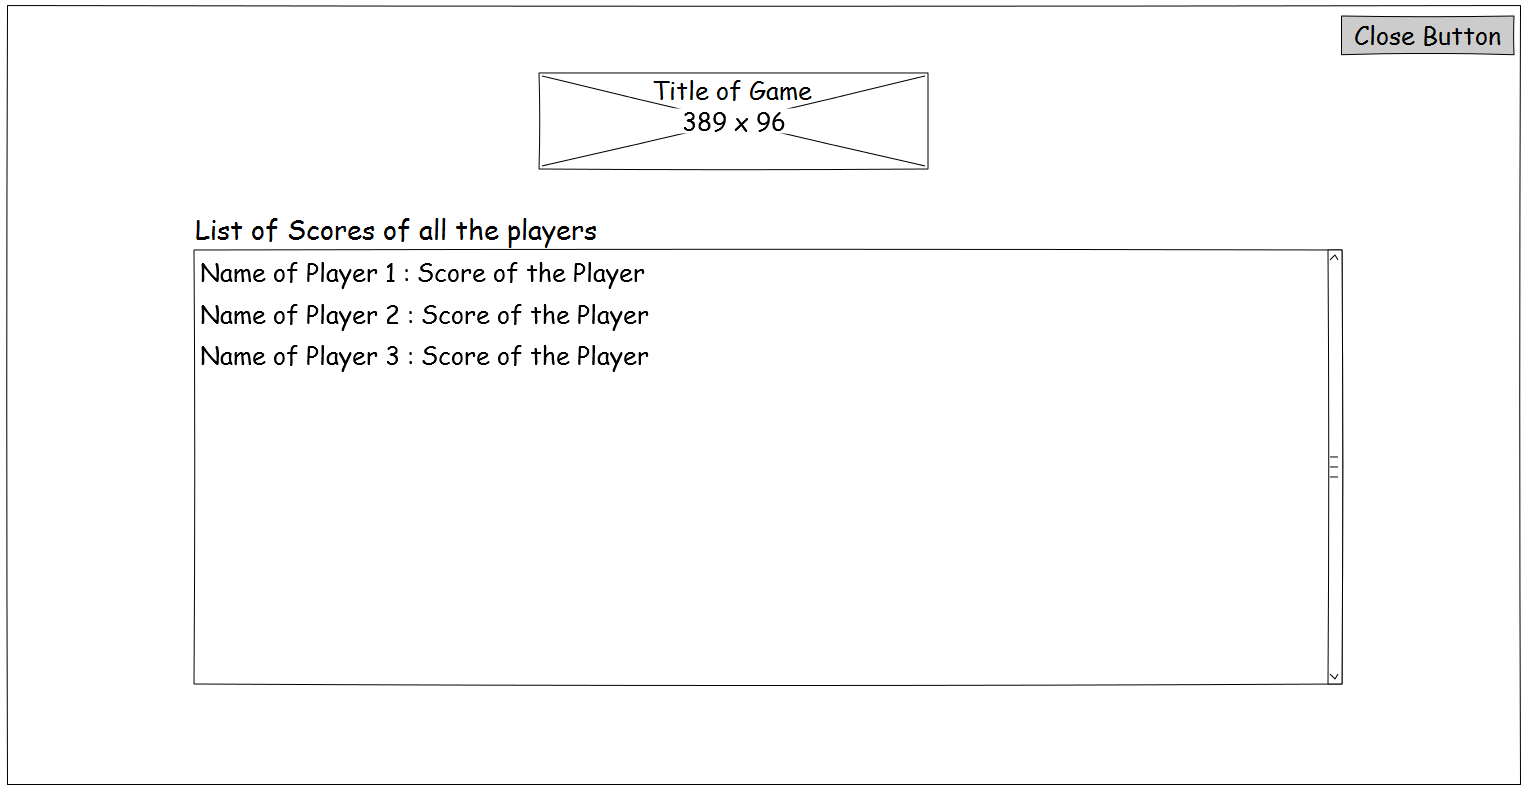 Close Button
Title of Game
389 x 96
List of Scores of all the players
Name of Player 1 : Score of the Player
Name of Player 2 : Score of the Player
Name of Player 3 : Score of the Player